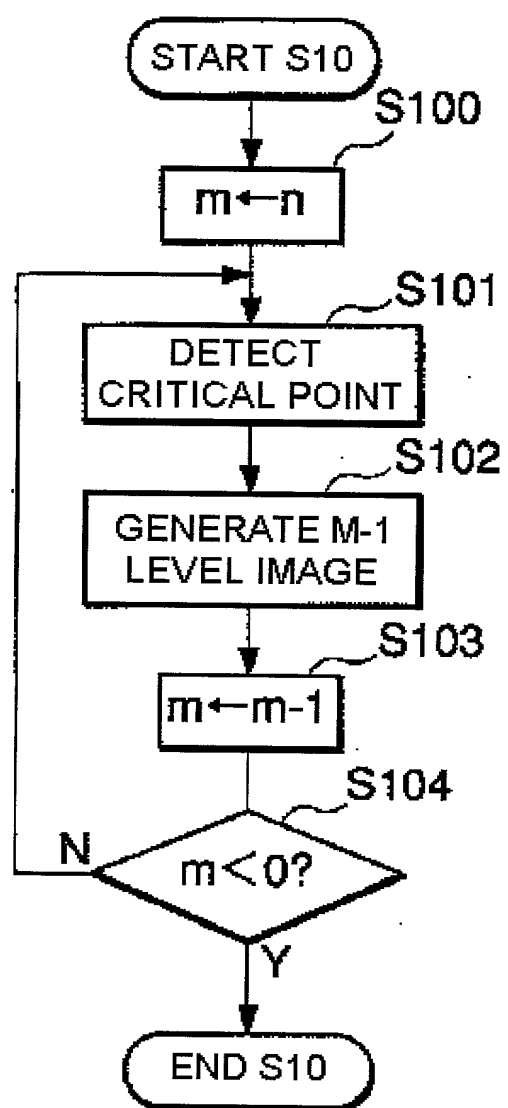 START S10
S100
m←n
S101
DETECT
CRITICAL POINT
S102
GENERATE M-1
LEVEL IMAGE
S103
m←m-1
S104
N
m<0?
Y
END S10